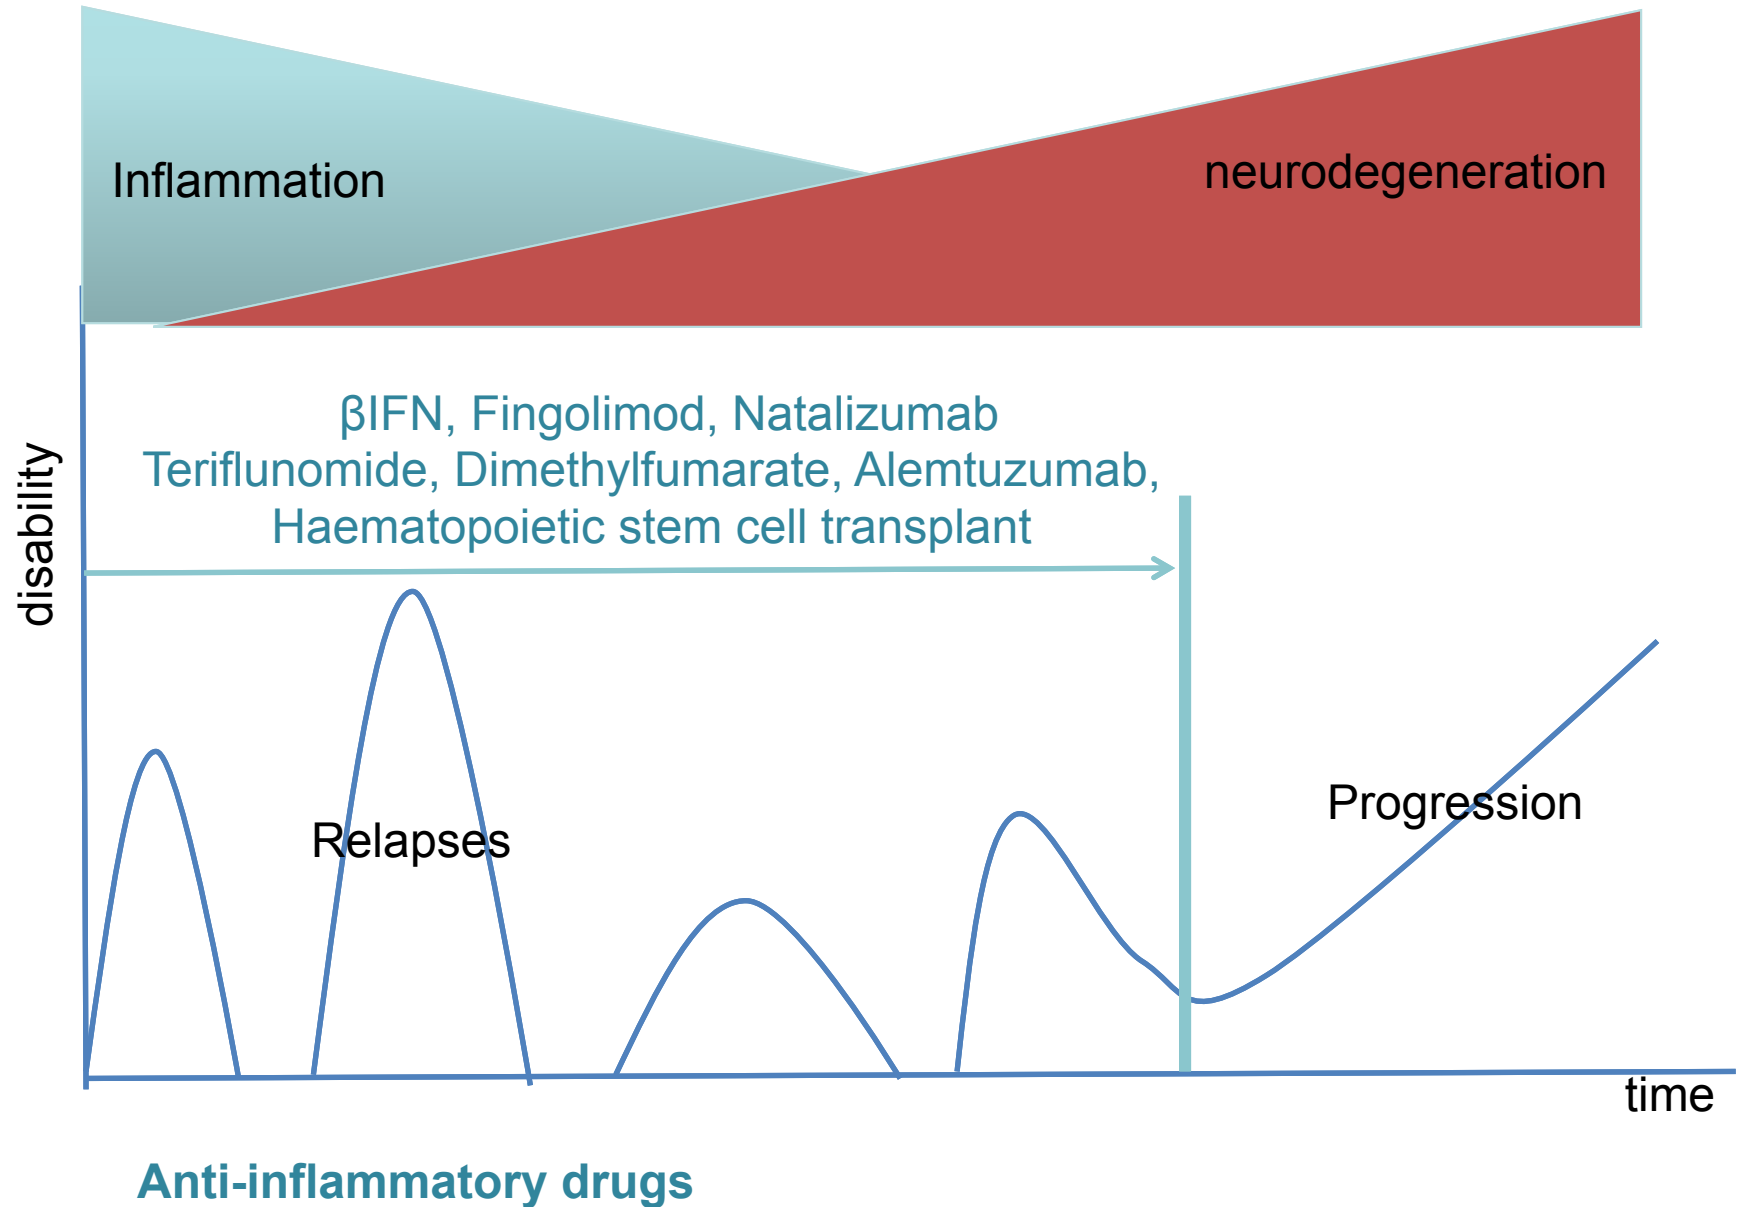 Inflammation
neurodegeneration
βIFN, Fingolimod, Natalizumab
Teriflunomide, Dimethylfumarate, Alemtuzumab,
Haematopoietic stem cell transplant
disability
Relapses
Progression
time
Anti-inflammatory drugs